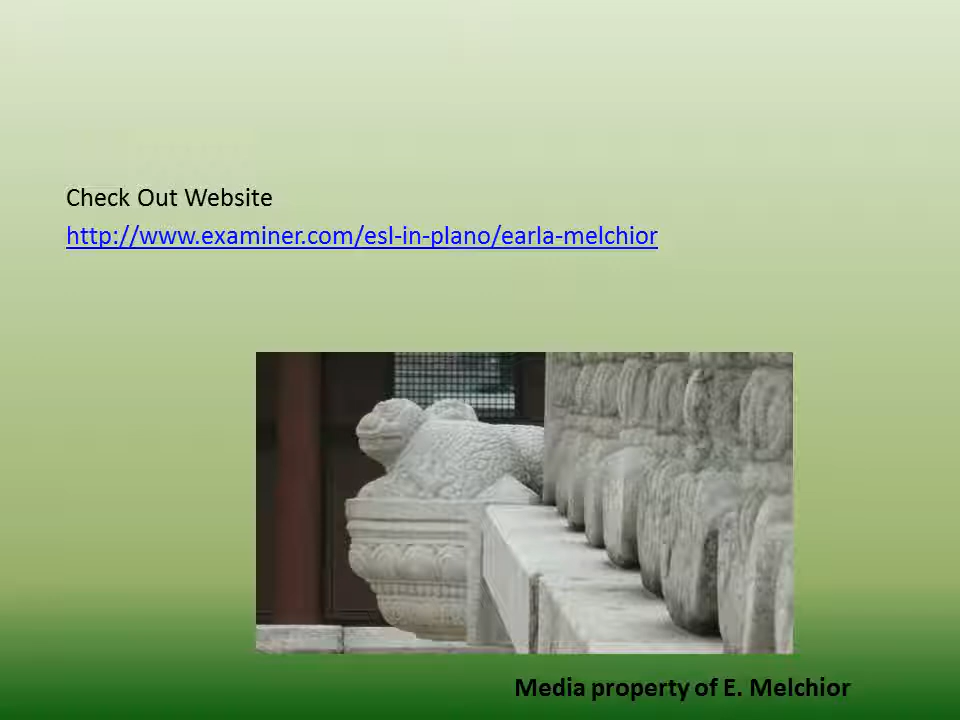 Check Out Website
http://www.examiner.com/esl-in-plano/earla-melchior
Media property of E. Melchior